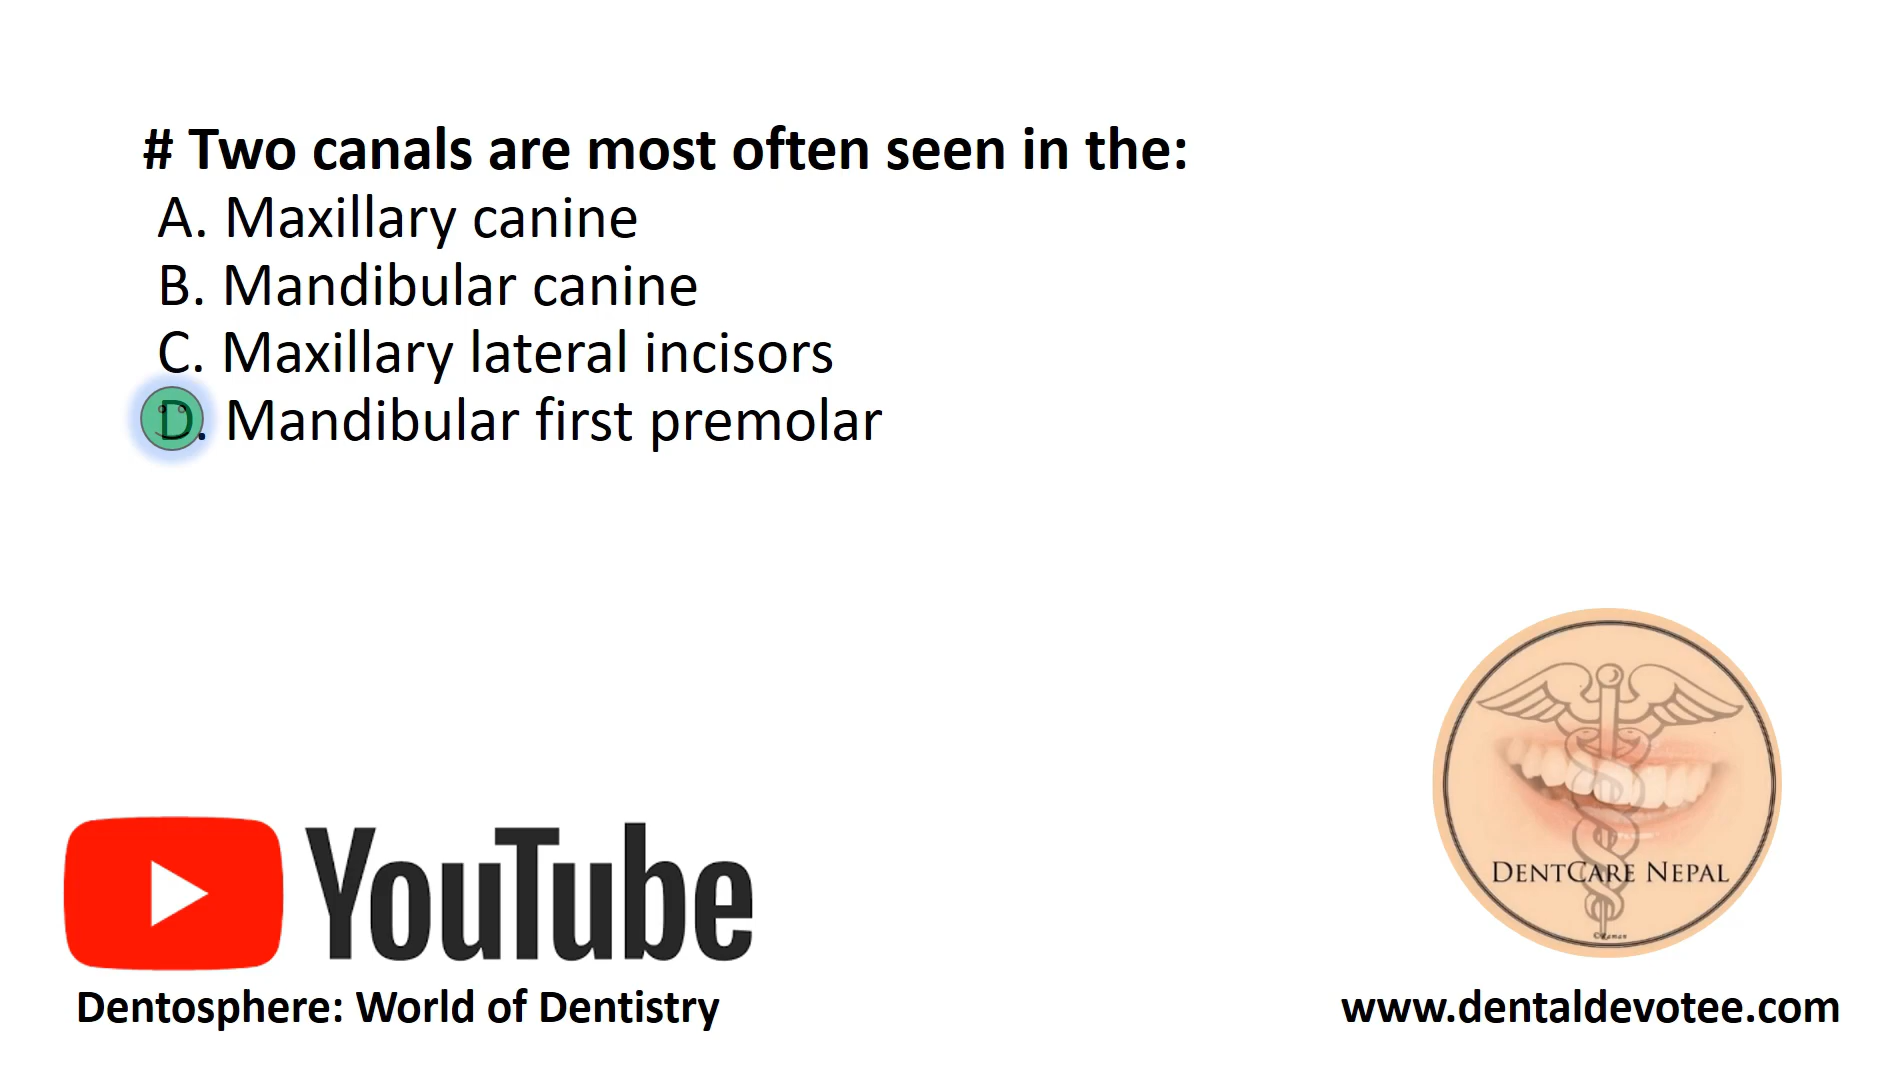 # Two canals are most often seen in the:
A. Maxillary canine
B. Mandibular canine
C. Maxillary lateral incisors
D. Mandibular first premolar
DENTCARE NEPAL
YouTube
Dentosphere: World of Dentistry
www.dentaldevotee.com